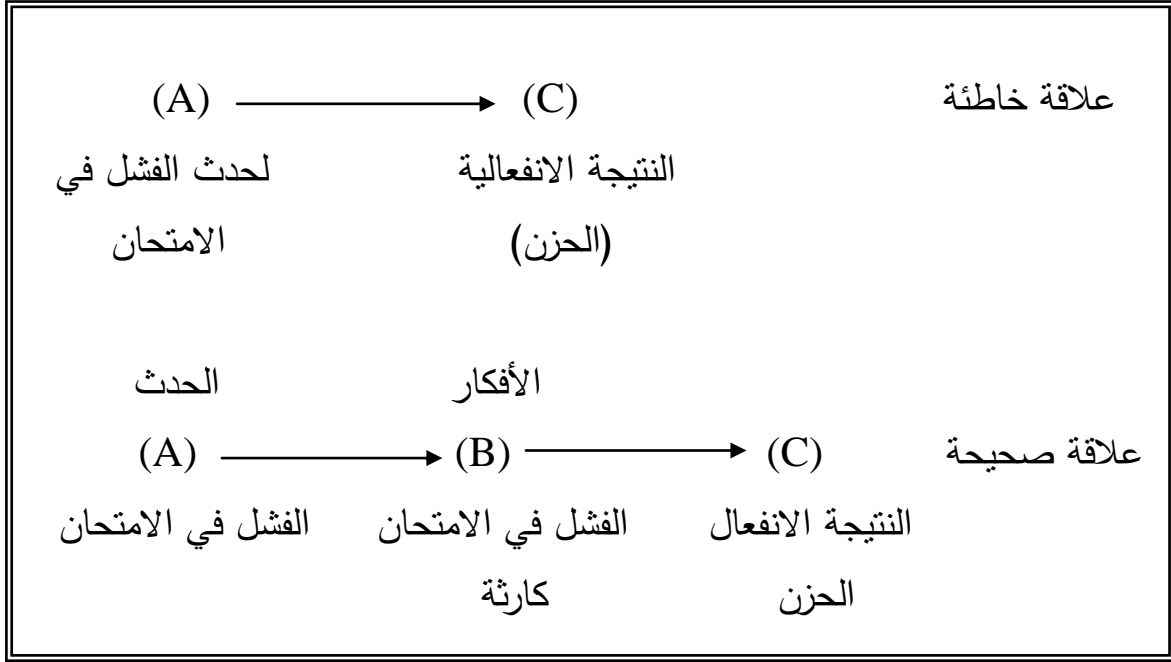 علاقة خاطئة (A) (C)
لحدث الفشل في النتيجة الانفعالية
الامتحان (الحزن)
الحدث الأفكار
علاقة صحيحة (A) (B) (C)
الفشل في الامتحان الفشل في الامتحان النتيجة الانفعال
كارثة الحزن